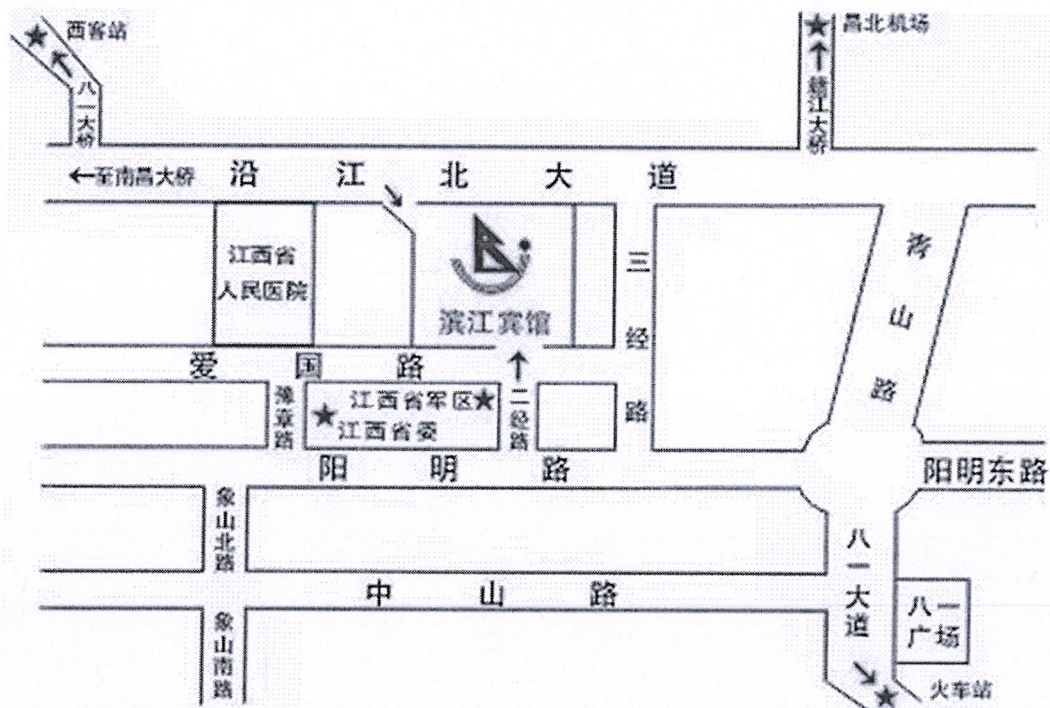 西客站
昌北机场
八一大桥
赣江大桥
←至南昌大桥
沿江北大道
江西省
人民医院
滨江宾馆
三经路
青山路
爱国路
豫章路
江西省军区
江西省委
二经路
阳明路
阳明东路
象山北路
八一大道
中山路
八一
广场
象山南路
火车站